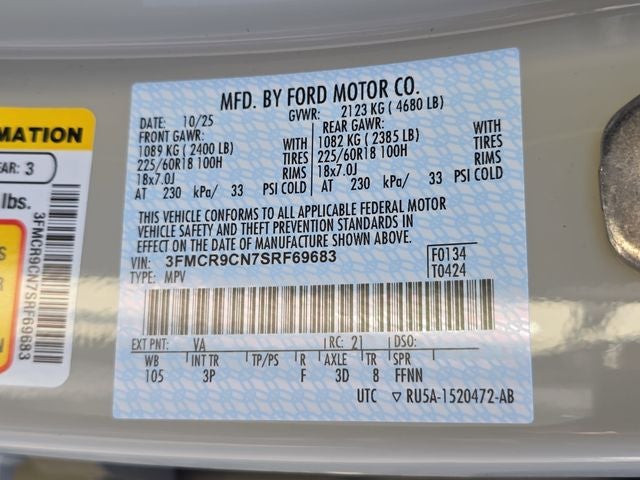 MFD. BY FORD MOTOR CO.
DATE: 10/25 GVWR: 2123 KG ( 4680 LB)
FRONT GAWR: REAR GAWR:
1089 KG ( 2400 LB) WITH 1082 KG ( 2385 LB) WITH
225/60R18 100H TIRES 225/60R18 100H TIRES
18x7.0J RIMS 18x7.0J RIMS
AT 230 kPa/ 33 PSI COLD AT 230 kPa/ 33 PSI COLD
THIS VEHICLE CONFORMS TO ALL APPLICABLE FEDERAL MOTOR
VEHICLE SAFETY AND THEFT PREVENTION STANDARDS IN
EFFECT ON THE DATE OF MANUFACTURE SHOWN ABOVE.
VIN: 3FMCR9CN7SRF69683 F0134
TYPE: MPV T0424
EXT PNT: VA RC: 21 DSO:
WB INT TR TP/PS R AXLE TR SPR
105 3P F 3D 8 FFNN
UTC ▽ RU5A-1520472-AB
RMATION
EAR: 3
lbs.
3FMCR9CN7SRF69683